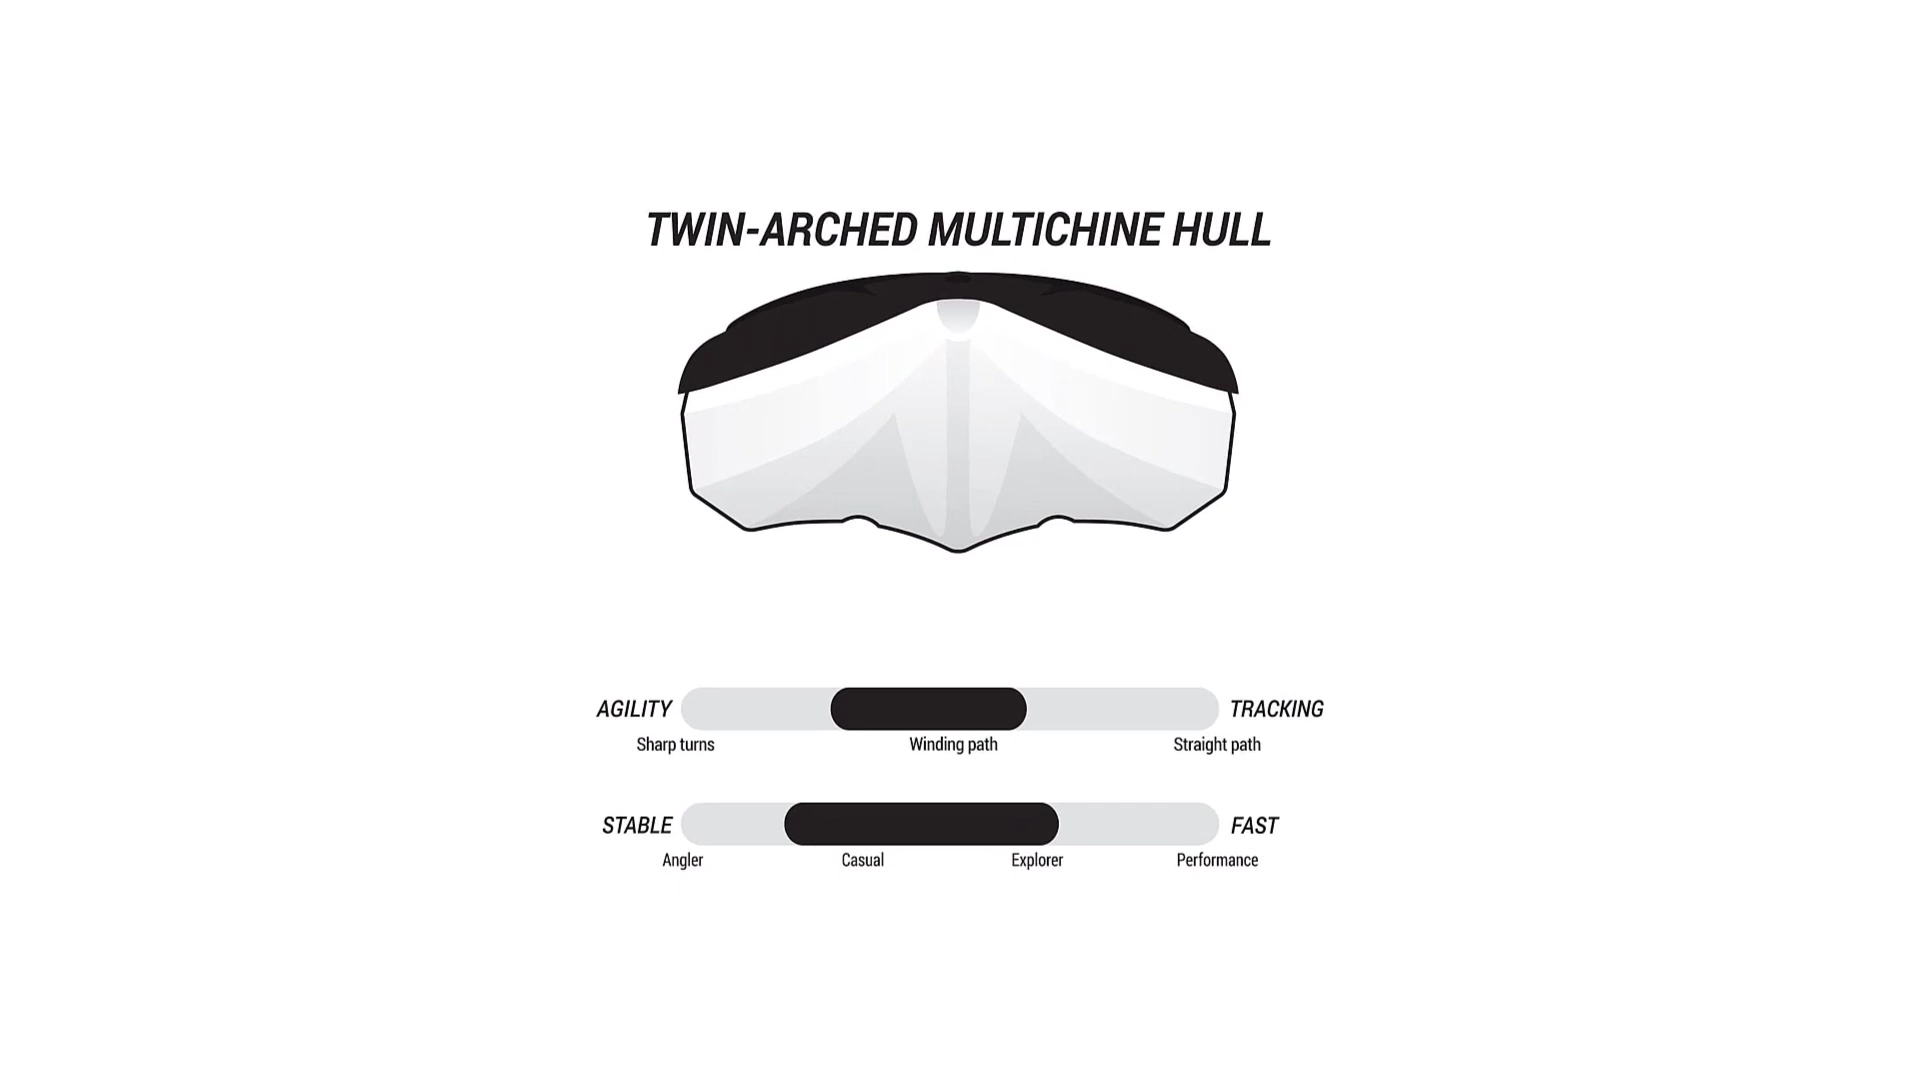 TWIN-ARCHED MULTICHINE HULL
AGILITY
TRACKING
Sharp turns
Winding path
Straight path
STABLE
FAST
Angler
Casual
Explorer
Performance